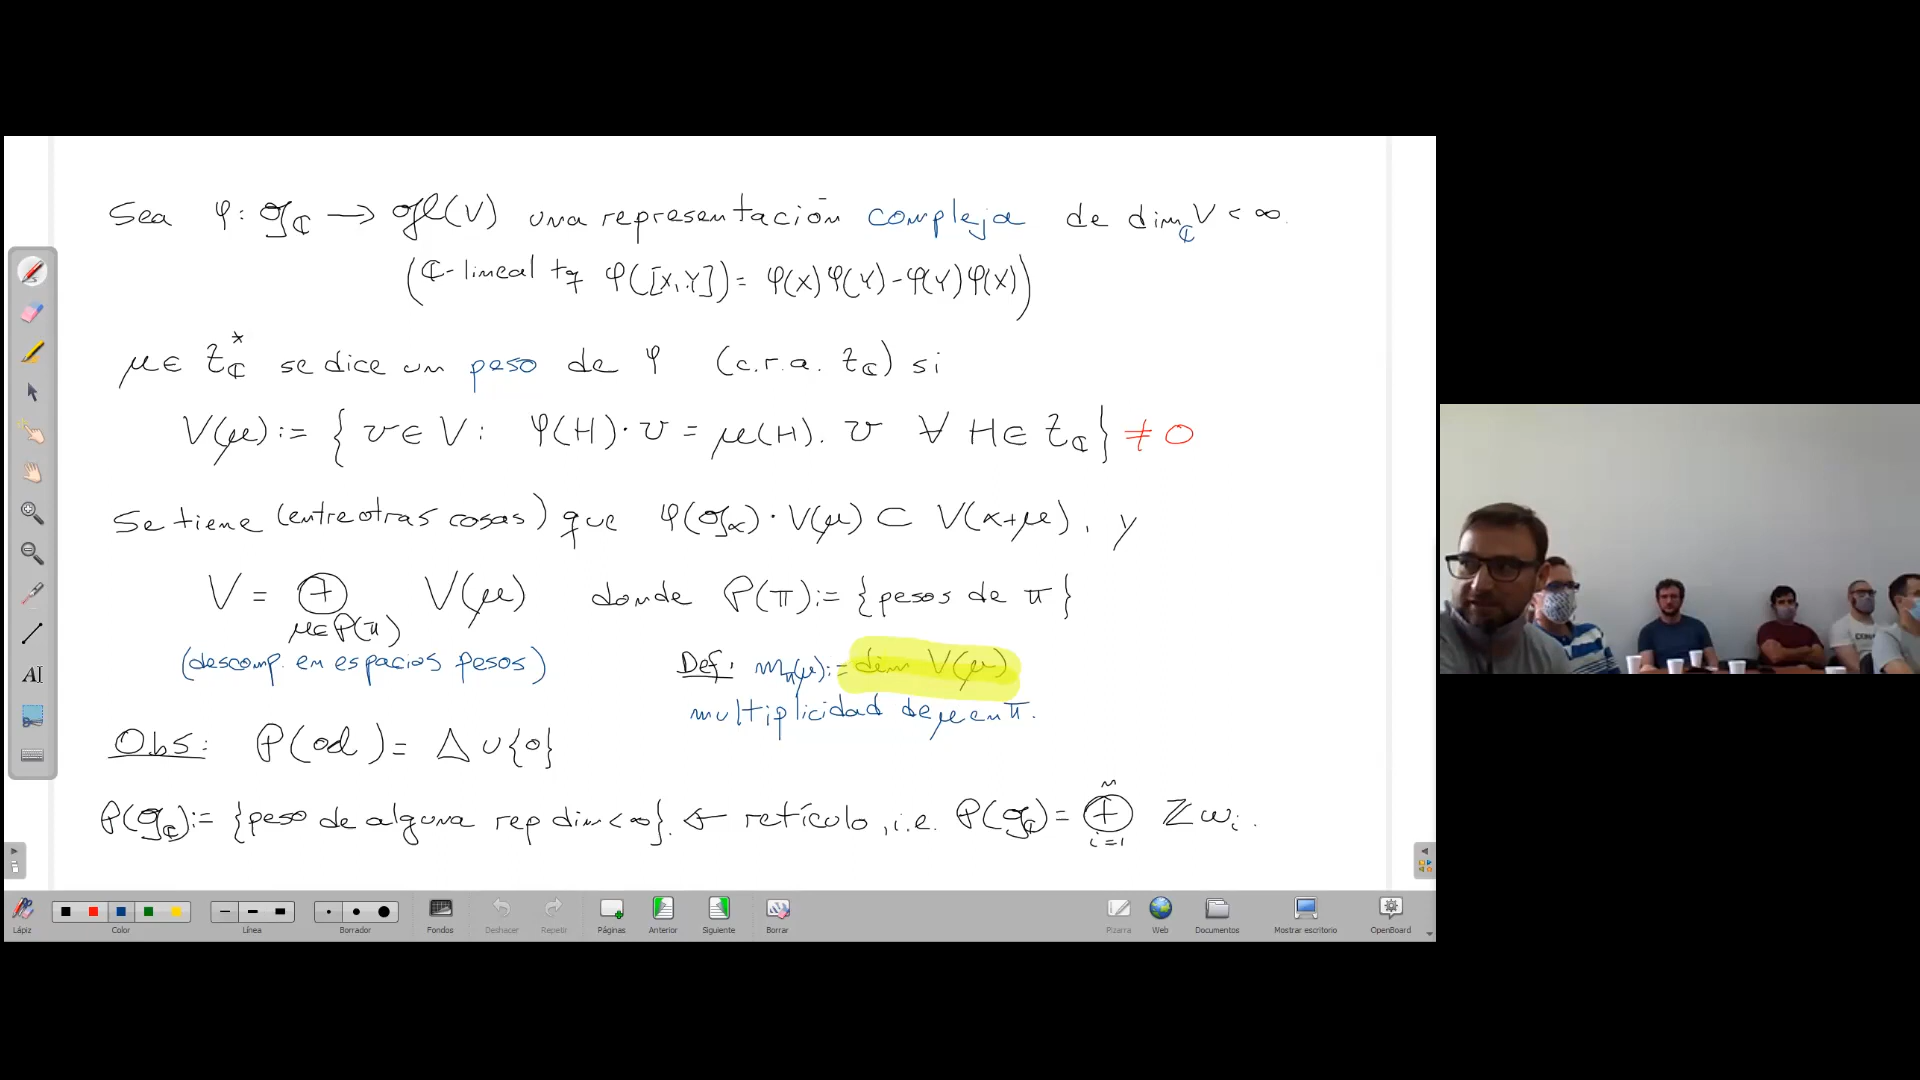 Sea φ: 𝔤_ℂ → 𝔤𝔩(V) una representación compleja de dim_ℂ V < ∞.
(ℂ-lineal tq φ([X,Y]) = φ(X)φ(Y) - φ(Y)φ(X))
μ ∈ t_ℂ^* se dice un peso de φ (c.r.a. t_ℂ) si
V(μ) := { v ∈ V : φ(H)·v = μ(H). v ∀ H ∈ t_ℂ } ≠ 0
Se tiene (entre otras cosas) que φ(𝔤_α)·V(μ) ⊂ V(α+μ), y
V = ⊕_{μ∈P(π)} V(μ) donde P(π) := {pesos de π}
(descomp. en espacios pesos)
Def: m_π(μ) := dim V(μ)
multiplicidad de μ en π.
Obs: P(ad) = Δ ∪ {0}
P(𝔤_ℂ) := {peso de alguna rep dim < ∞}. ← retículo, i.e. P(𝔤_ℂ) = ⊕_{i=1}^{n} ℤ ω_i.
Lápiz
Color
Línea
Borrador
Fondos
Deshacer
Repetir
Páginas
Anterior
Siguiente
Borrar
Pizarra
Web
Documentos
Mostrar escritorio
OpenBoard